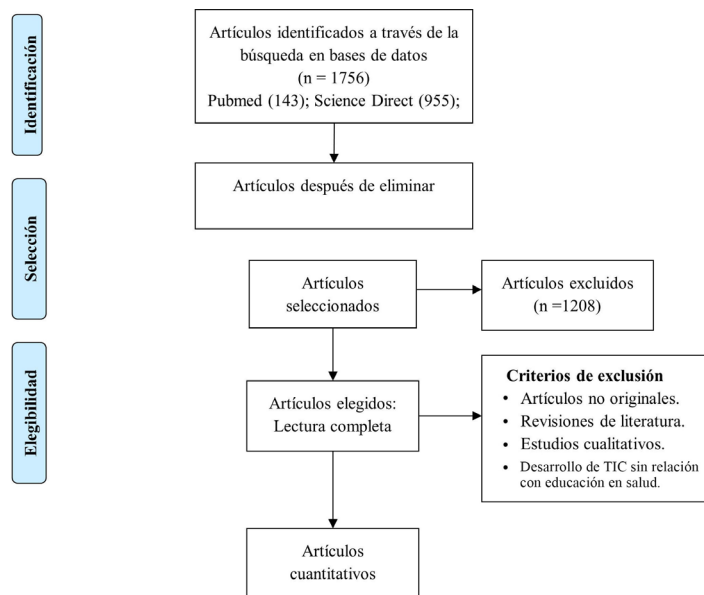 Identificación
Artículos identificados a través de la
búsqueda en bases de datos
(n = 1756)
Pubmed (143); Science Direct (955);
Artículos después de eliminar
Selección
Artículos
seleccionados
Artículos excluidos
(n =1208)
Elegibilidad
Artículos elegidos:
Lectura completa
Criterios de exclusión
• Artículos no originales.
• Revisiones de literatura.
• Estudios cualitativos.
• Desarrollo de TIC sin relación
con educación en salud.
Artículos
cuantitativos